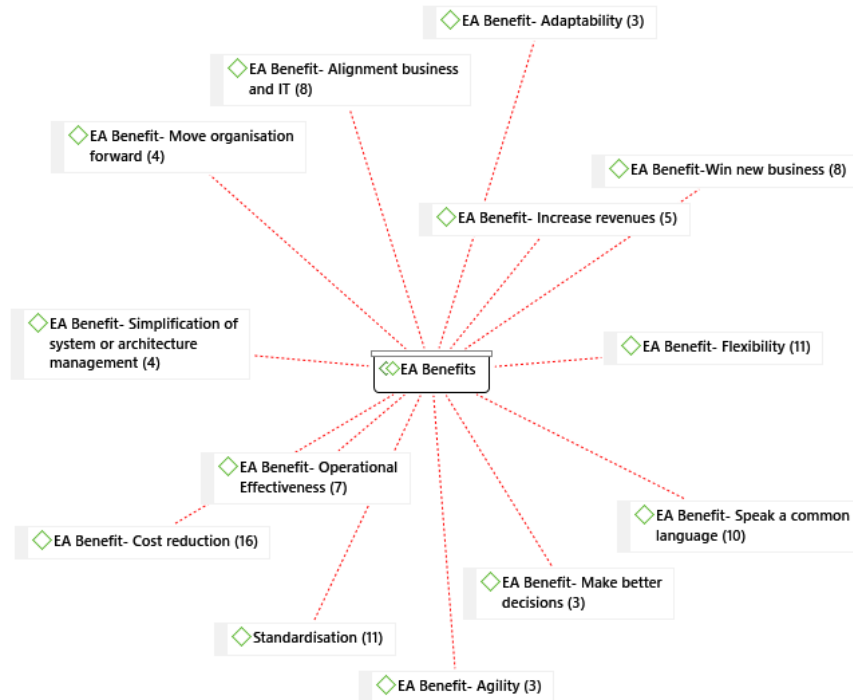 EA Benefit- Adaptability (3)
EA Benefit- Alignment business
and IT (8)
EA Benefit- Move organisation
forward (4)
EA Benefit-Win new business (8)
EA Benefit- Increase revenues (5)
EA Benefit- Simplification of
system or architecture
management (4)
EA Benefit- Flexibility (11)
EA Benefits
EA Benefit- Operational
Effectiveness (7)
EA Benefit- Speak a common
language (10)
EA Benefit- Cost reduction (16)
EA Benefit- Make better
decisions (3)
Standardisation (11)
EA Benefit- Agility (3)